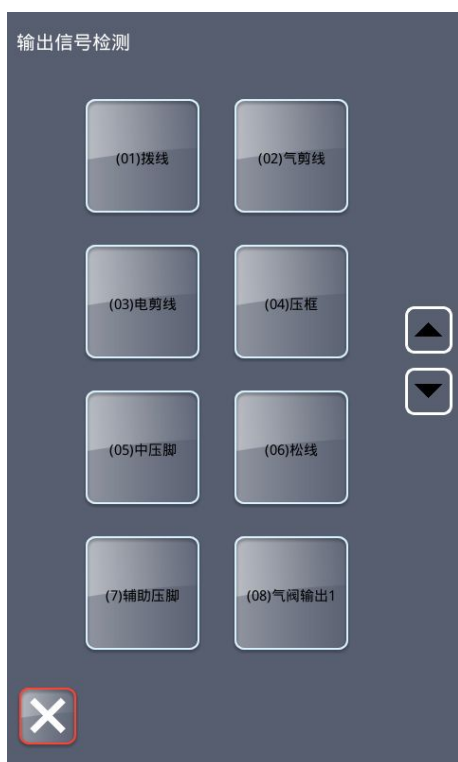 输出信号检测
(01)拨线
(02)气剪线
(03)电剪线
(04)压框
(05)中压脚
(06)松线
(7)辅助压脚
(08)气阀输出1